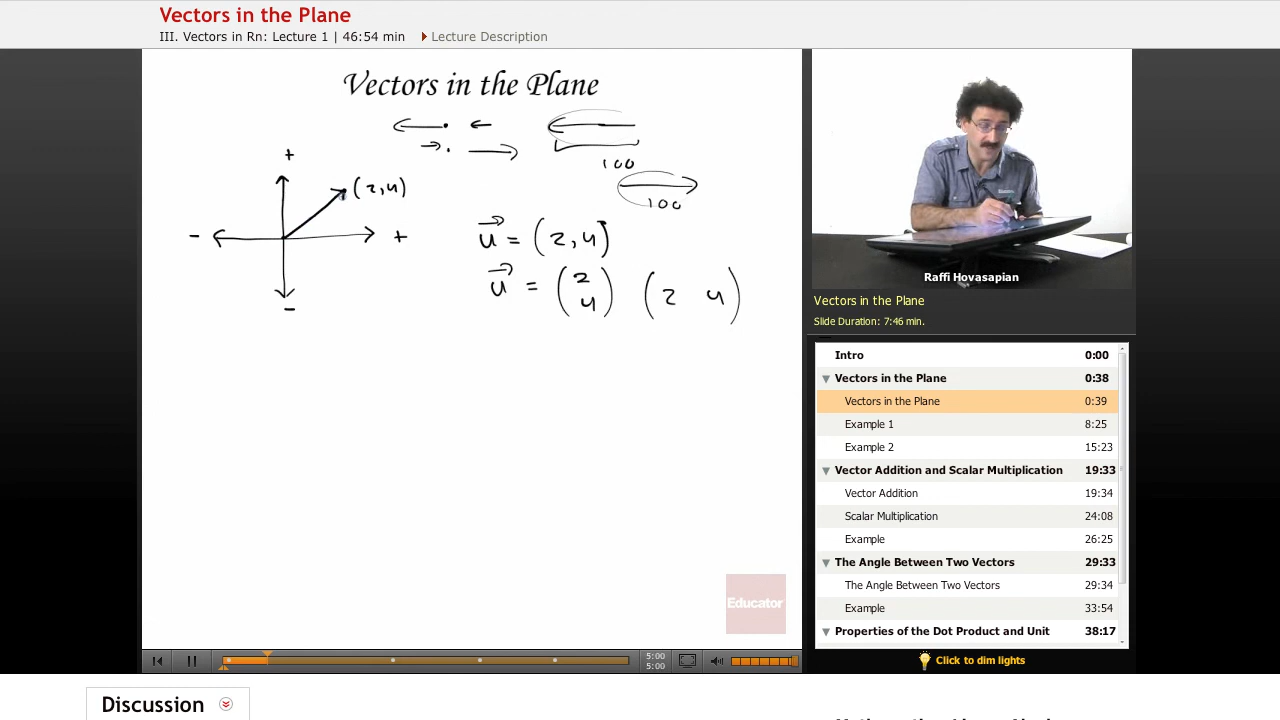 Vectors in the Plane
III. Vectors in Rn: Lecture 1 | 46:54 min
Lecture Description
Vectors in the Plane
100
100
+
(2,4)
-
+
-
u = (2,4)
u = (2 4) (2 4)
Educator
Raffi Hovasapian
Vectors in the Plane
Slide Duration: 7:46 min.
Intro 0:00
Vectors in the Plane 0:38
Vectors in the Plane 0:39
Example 1 8:25
Example 2 15:23
Vector Addition and Scalar Multiplication 19:33
Vector Addition 19:34
Scalar Multiplication 24:08
Example 26:25
The Angle Between Two Vectors 29:33
The Angle Between Two Vectors 29:34
Example 33:54
Properties of the Dot Product and Unit 38:17
5:00
5:00
Click to dim lights
Discussion